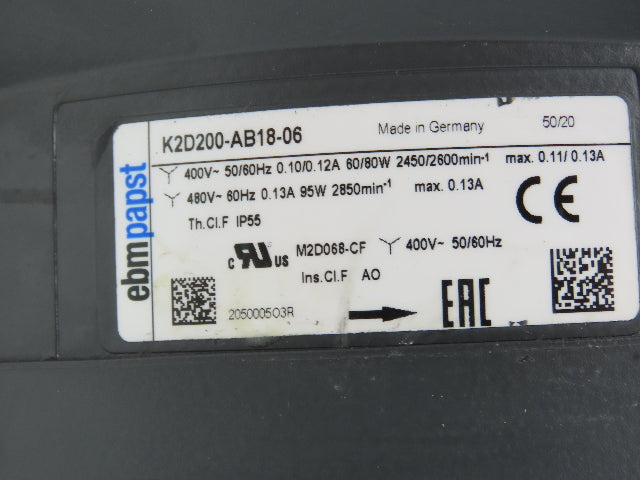 K2D200-AB18-06 Made in Germany 50/20
400V~ 50/60Hz 0.10/0.12A 60/80W 2450/2600min-1 max. 0.11/0.13A
480V~ 60Hz 0.13A 95W 2850min-1 max. 0.13A
Th.Cl.F IP55
CE
ebmpapst
c RU US M2D068-CF 400V~ 50/60Hz
Ins.Cl.F AO
205000503R
EAC